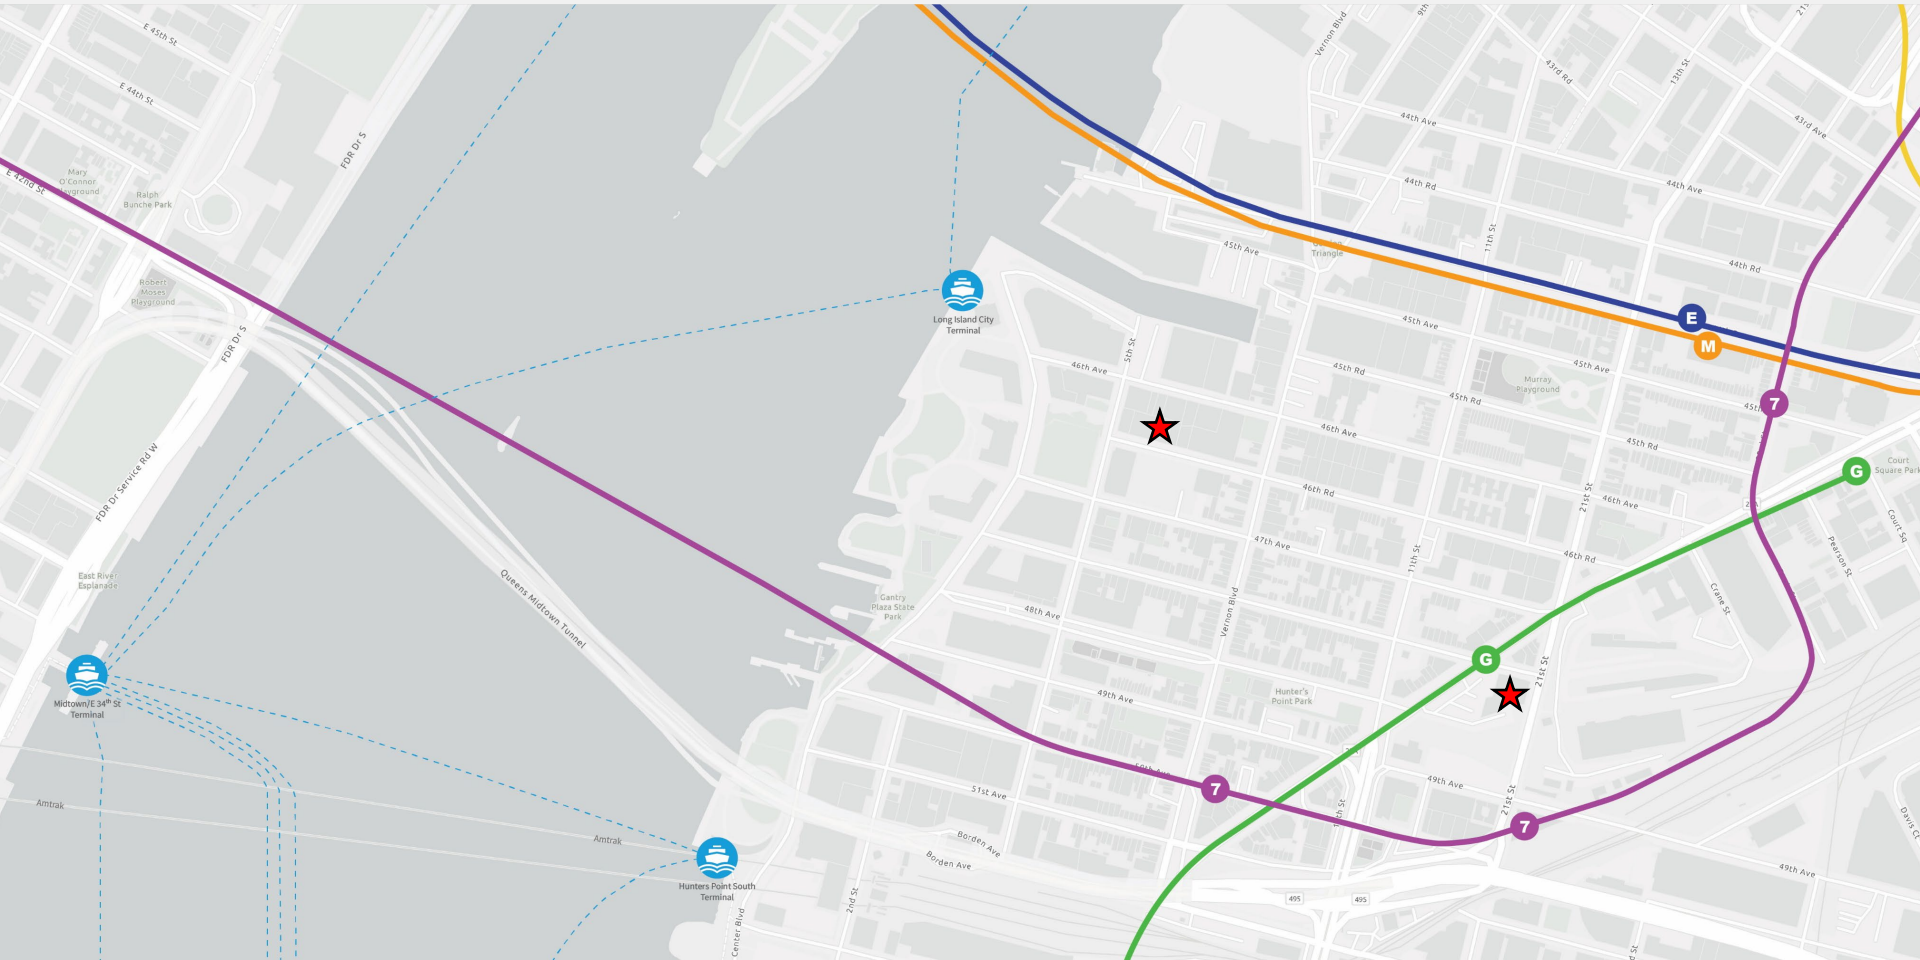 E 45th St
E 44th St
FDR Dr S
Vernon Blvd
43rd Rd
13th St
44th Ave
43rd Ave
Mary
O'Connor
Playground
E 42nd St
Ralph
Bunche Park
44th Rd
44th Ave
45th Ave
Triangle
11th St
44th Rd
Robert
Moses
Playground
FDR Dr S
Long Island City
Terminal
5th St
45th Ave
E
M
46th Ave
45th Rd
45th Ave
Murray
Playground
45th Rd
7
46th Ave
45th Rd
Court
Square Park
G
FDR Dr Service Rd W
46th Rd
21st St
46th Ave
Court Sq
47th Ave
11th St
46th Rd
Pearson St
East River
Esplanade
Queens Midtown Tunnel
Gantry
Plaza State
Park
48th Ave
Vernon Blvd
Crane St
G
21st St
Midtown/E 34th St
Terminal
49th Ave
Hunter's
Point Park
7
50th Ave
51st Ave
49th Ave
21st St
7
Amtrak
Amtrak
Borden Ave
Borden Ave
Davis Ct
49th Ave
Hunters Point South
Terminal
2nd St
Center Blvd
495
495